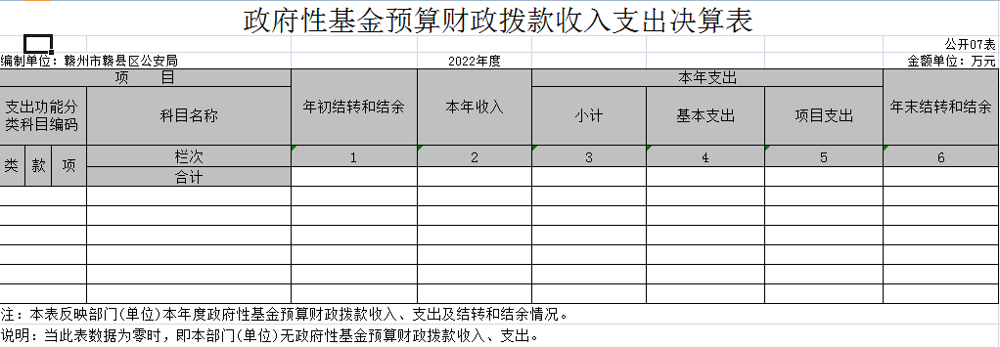 政府性基金预算财政拨款收入支出决算表
公开07表
编制单位：赣州市赣县区公安局 2022年度 金额单位：万元
项 目 年初结转和结余 本年收入 本年支出 年末结转和结余
支出功能分类科目编码 科目名称 小计 基本支出 项目支出
类 款 项 栏次 1 2 3 4 5 6
合计
注：本表反映部门(单位)本年度政府性基金预算财政拨款收入、支出及结转和结余情况。
说明：当此表数据为零时，即本部门(单位)无政府性基金预算财政拨款收入、支出。